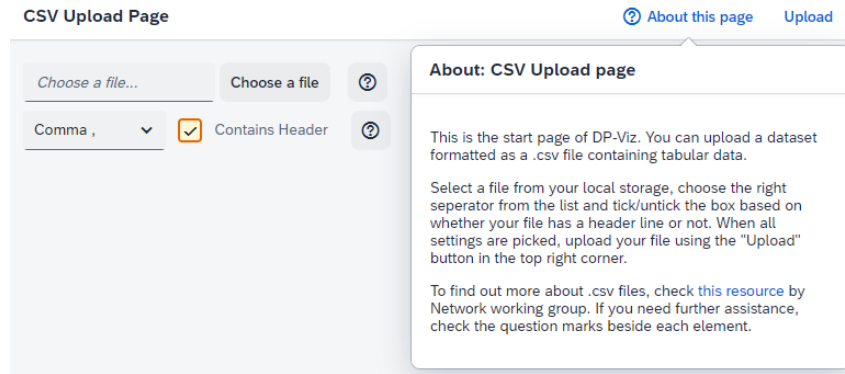 CSV Upload Page
About this page
Upload
Choose a file...
Choose a file
Comma ,
Contains Header
About: CSV Upload page
This is the start page of DP-Viz. You can upload a dataset
formatted as a .csv file containing tabular data.
Select a file from your local storage, choose the right
seperator from the list and tick/untick the box based on
whether your file has a header line or not. When all
settings are picked, upload your file using the "Upload"
button in the top right corner.
To find out more about .csv files, check this resource by
Network working group. If you need further assistance,
check the question marks beside each element.